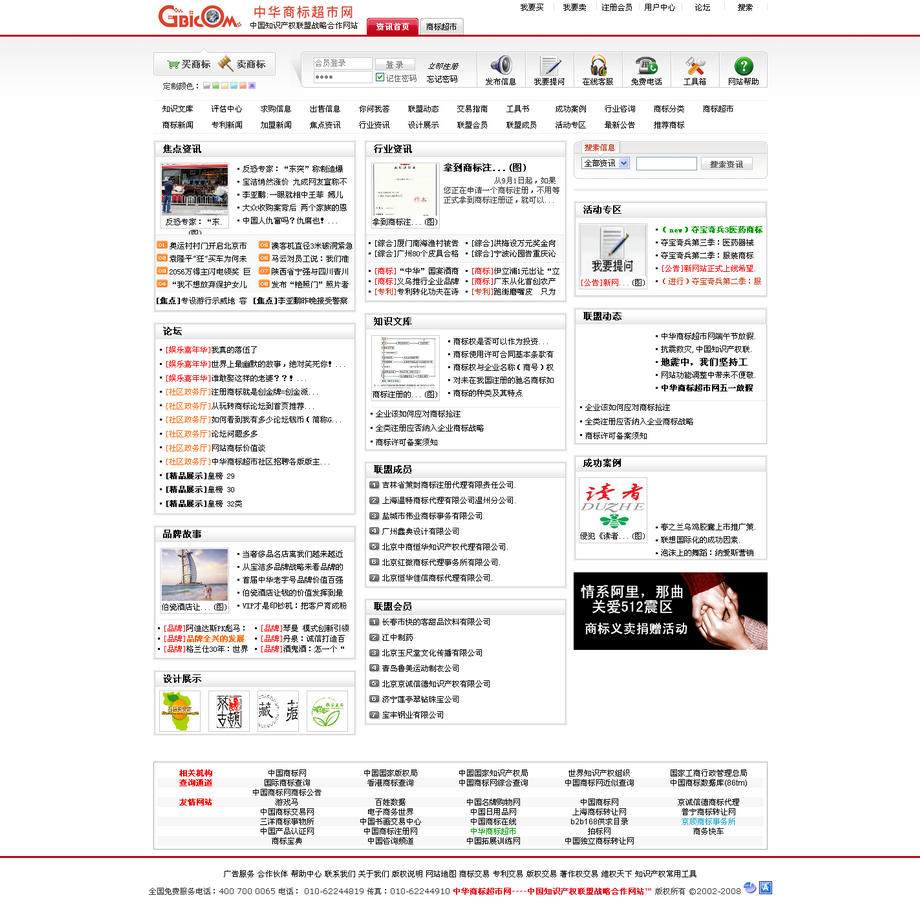 GBICOM
中华商标超市网
中国知识产权联盟战略合作网站
资讯首页 商标超市
我要买 我要卖 注册会员 用户中心 论坛 搜索
买商标 卖商标
定制颜色：
会员登录 登录 立即注册
记住密码 忘记密码
发布信息 我要提问 在线客服 免费电话 工具箱 网站帮助
知识文库 评估中心 求购信息 出售信息 你问我答 联盟动态 交易指南 工具书 成功案例 行业咨询 商标分类 商标超市
商标新闻 专利新闻 加盟新闻 焦点资讯 行业资讯 设计展示 联盟会员 联盟成员 活动专区 最新公告 推荐商标
焦点资讯
反恐专家：“东突”称制造爆
宝洁悄然涨价 九成网友宣称不
李亚鹏:一眼就相中王菲 嫣儿
大众收购案背后 两个家族的恩
中国人仇富吗？仇腐也！...
反恐专家：“东.
(图)
01 奥运村村门开启北京市
05 澳客机直径3米破洞紧急
02 袁隆平“狂”买车为何未
06 马云对员工说：我们准
03 2056万得主闪电领奖 巨
07 陕西省宁强与四川青川
04 “我不想放弃保护女儿
08 发布“艳照门”照片者
[焦点]专设游行示威地 容 [焦点]李亚鹏昨晚接受警察
论坛
[娱乐嘉年华]我真的落伍了
[娱乐嘉年华]世界上最幽默的故事，绝对笑死你！...
[娱乐嘉年华]谁敢娶这样的老婆？？！...
[社区政务厅]注册商标就是创金牌=创金派...
[社区政务厅]从玩转商标论坛到首页推荐...
[社区政务厅]如何看到我有多少论坛钱币（简称G...
[社区政务厅]论坛问题多多
[社区政务厅]网站商标价值谈
[社区政务厅]中华商标超市社区招聘各版版主...
[精品展示]皇榜 29
[精品展示]皇榜 30
[精品展示]皇榜 32类
品牌故事
当奢侈品名店离我们越来越近
从宝洁多品牌战略来看品牌的
首届中华老字号品牌价值百强
伯瓷酒店让钱的价值发挥到最
VIP才是印钞机：把客户育成粉
伯瓷酒店让...(图)
[品牌]阿迪达斯PK彪马： [品牌]琴曼 模式创新引领
[品牌]品牌全兴的发展 [品牌]丹泉：诚信打造百
[品牌]格兰仕30年：世界 [品牌]酒鬼酒：怎一个“
设计展示
行业资讯
拿到商标注...(图)
从9月1日起，如果
您正在申请一个商标注册，不用等
正式拿到商标注册证，就可以...
拿到商标注...(图)
[综合]厦门南海渔村被告 [综合]洪梅设万元奖金向
[综合]广州80个皮具合格 [综合]宁波沁园告重庆沁
[商标]“中华”国宴酒商 [商标]伊立浦1元出让“立
[商标]义乌推行企业品牌 [商标]广东从化首创农产
[专利]专利转化功夫在诗 [专利]跑街磨嘴皮 只为
知识文库
商标权是否可以作为投资...
商标使用许可合同基本条款有
商标权与企业名称（商号）权
对未在我国注册的驰名商标如
商标的种类及其特点
商标注册的...(图)
企业该如何应对商标抢注
全类注册应否纳入企业商标战略
商标许可备案须知
联盟成员
1 吉林省策封商标注册代理有限责任公司.
2 上海温特商标代理有限公司温州分公司.
3 盐城市伟业商标事务有限公司
4 广州鑫典设计有限公司
5 北京中商恒华知识产权代理有限公司.
6 北京红微商标代理事务所有限公司.
7 北京恒华佳信商标代理有限公司.
联盟会员
1 长春市快的客甜品饮料有限公司
2 江中制药
3 北京玉尺堂文化传播有限公司
4 青岛鲁美运动制衣公司
5 北京京诚信德知识产权有限公司
6 济宁莲亭翠钻珠宝公司
7 宝丰钢业有限公司
搜索信息
全部资讯 搜索资讯
活动专区
我要提问
（new）夺宝奇兵3医药商标
夺宝奇兵第三季：医药器械
夺宝奇兵第二季：服装商标
[公告]新网站正式上线希望.
（进行）夺宝奇兵第二季：服
[公告]新网...(图)
联盟动态
中华商标超市网端午节放假.
抗震救灾, 中国知识产权联.
地震中，我们坚持工
网站功能调整中带来不便敬.
中华商标超市网五一放假
企业该如何应对商标抢注
全类注册应否纳入企业商标战略
商标许可备案须知
成功案例
读者
DUZHE
侵犯《读者...(图)
春之兰乌鸡胶囊上市推广策.
联想国际化的成功因素.
泡沫上的舞蹈：纳爱斯营销
情系阿里，那曲
关爱512震区
商标义卖捐赠活动
相关机构 中国商标网 中国国家版权局 中国国家知识产权局 世界知识产权组织 国家工商行政管理总局
查询通道 国际商标查询 香港商标查询 中国商标网综合查询 中国商标网近似查询 中国商标数据库(86tm)
中国商标网商标公告
友情网站 游戏马 百姓数据 中国名牌购物网 中国商标网 京诚信德商标代理
中国商标交易网 电子商务世界 中国日用品网 上海商标转让网 普宁商标转让网
三洋商标事物所 中国书画交易中心 中国商标在线 b2b168供求目录 京顺商标事务所
中国产品认证网 中国商标注册网 中华商标超市 拍标网 商务快车
商标宝典 中国咨询频道 中国拓展训练网 中国独立商标转让网
广告服务 合作伙伴 帮助中心 联系我们 关于我们 版权说明 网站地图 商标交易 专利交易 版权交易 著作权交易 维权天下 知识产权常用工具
全国免费服务电话：400 700 0065 电话： 010-62244819 传真：010-62244910 中华商标超市网----中国知识产权联盟战略合作网站™ 版权所有 ©2002-2008